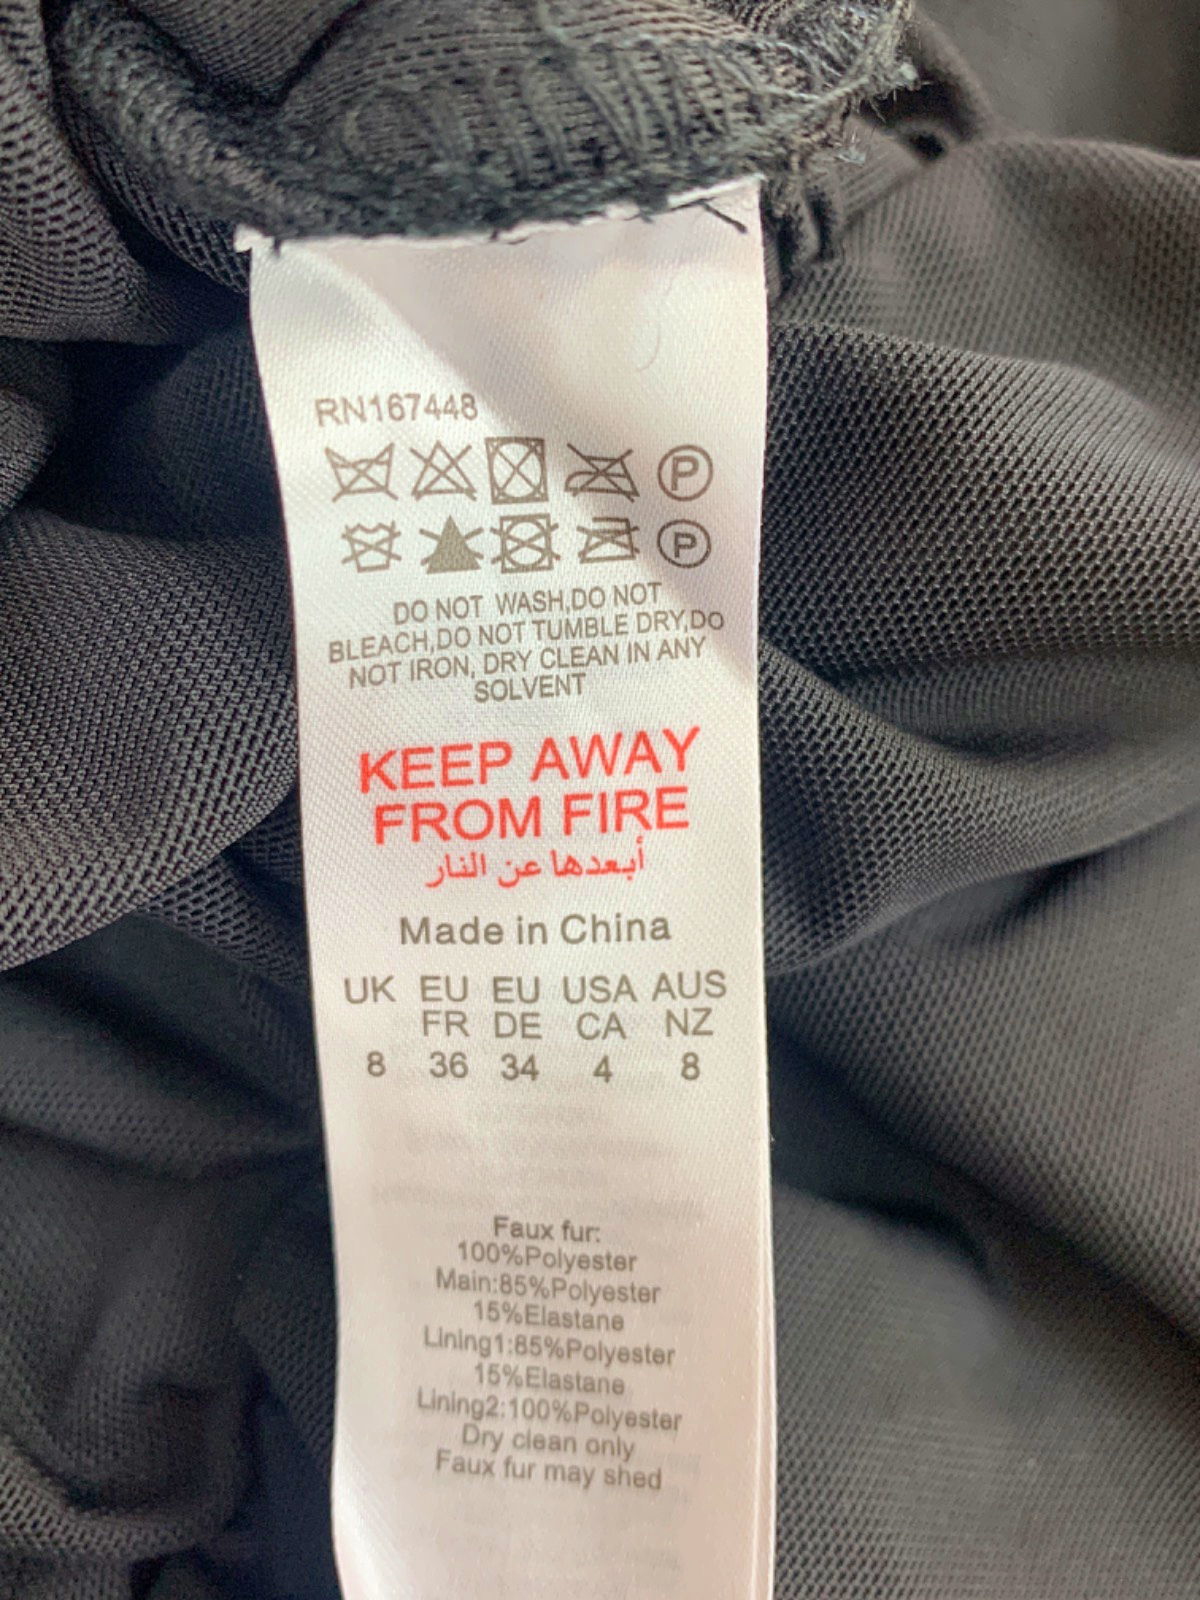 RN167448
P
P
DO NOT WASH,DO NOT
BLEACH,DO NOT TUMBLE DRY,DO
NOT IRON, DRY CLEAN IN ANY
SOLVENT
KEEP AWAY
FROM FIRE
أبعدها عن النار
Made in China
UK EU EU USA AUS
FR DE CA NZ
8 36 34 4 8
Faux fur:
100%Polyester
Main:85%Polyester
15%Elastane
Lining1:85%Polyester
15%Elastane
Lining2:100%Polyester
Dry clean only
Faux fur may shed